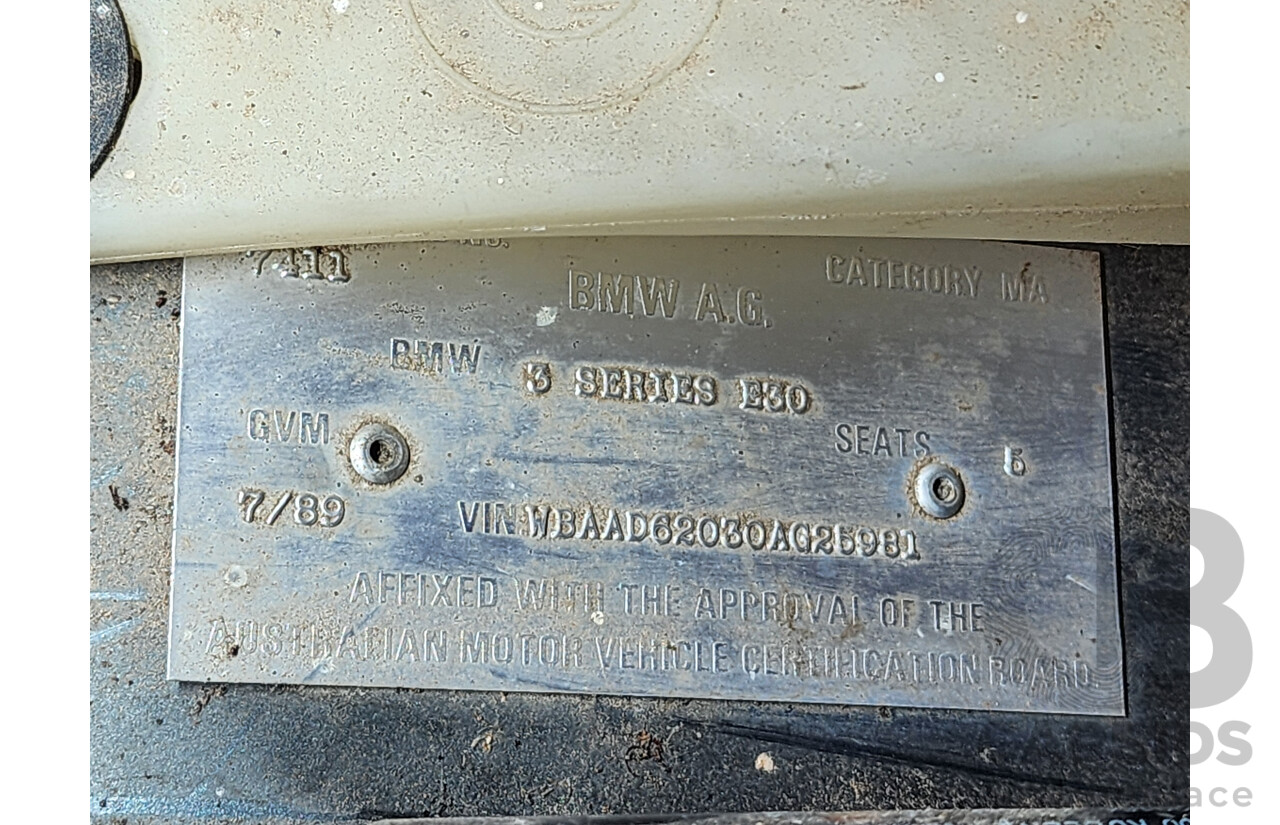 NO.
7411
BMW A.G.
CATEGORY MA
BMW 3 SERIES E30
GVM
SEATS 5
7/89
VIN WBAAD62030AG25981
AFFIXED WITH THE APPROVAL OF THE
AUSTRALIAN MOTOR VEHICLE CERTIFICATION BOARD.